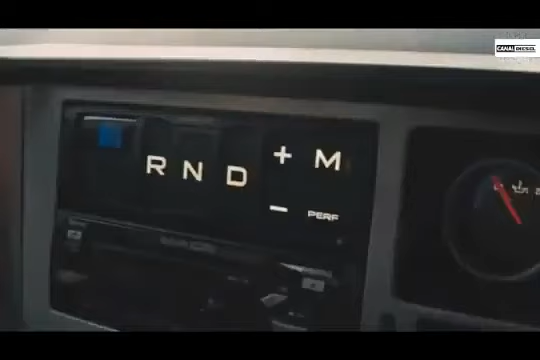 CANAL DIESEL
R N D + M
− PERF